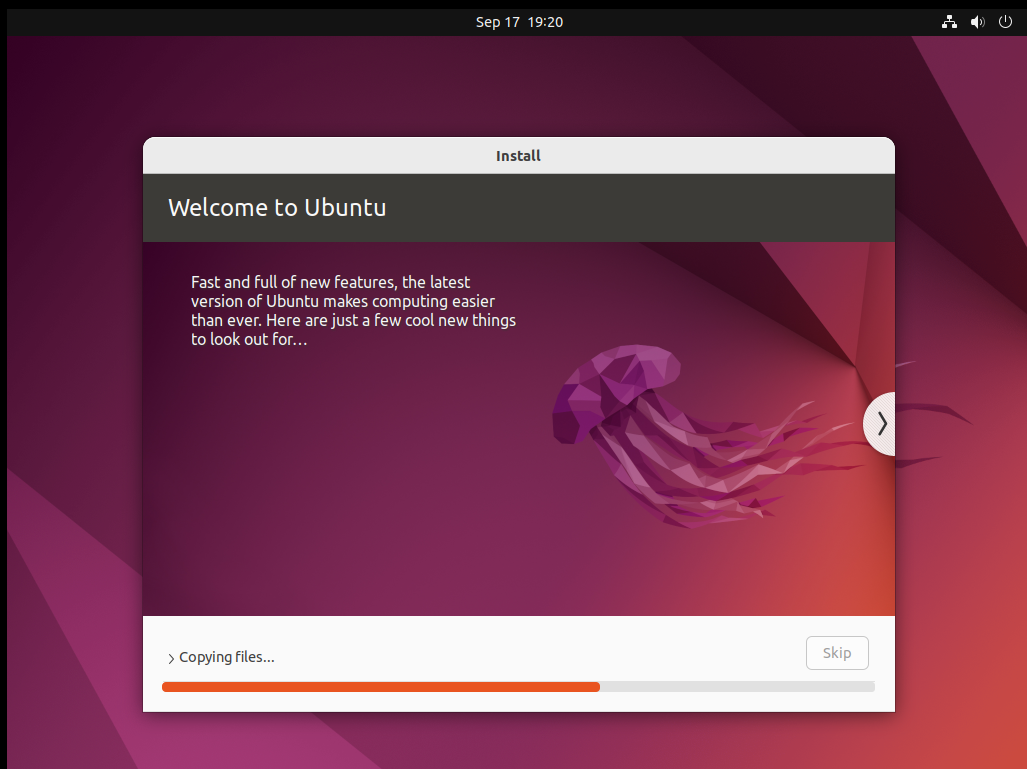 Sep 17 19:20
Install
Welcome to Ubuntu
Fast and full of new features, the latest
version of Ubuntu makes computing easier
than ever. Here are just a few cool new things
to look out for…
Copying files...
Skip